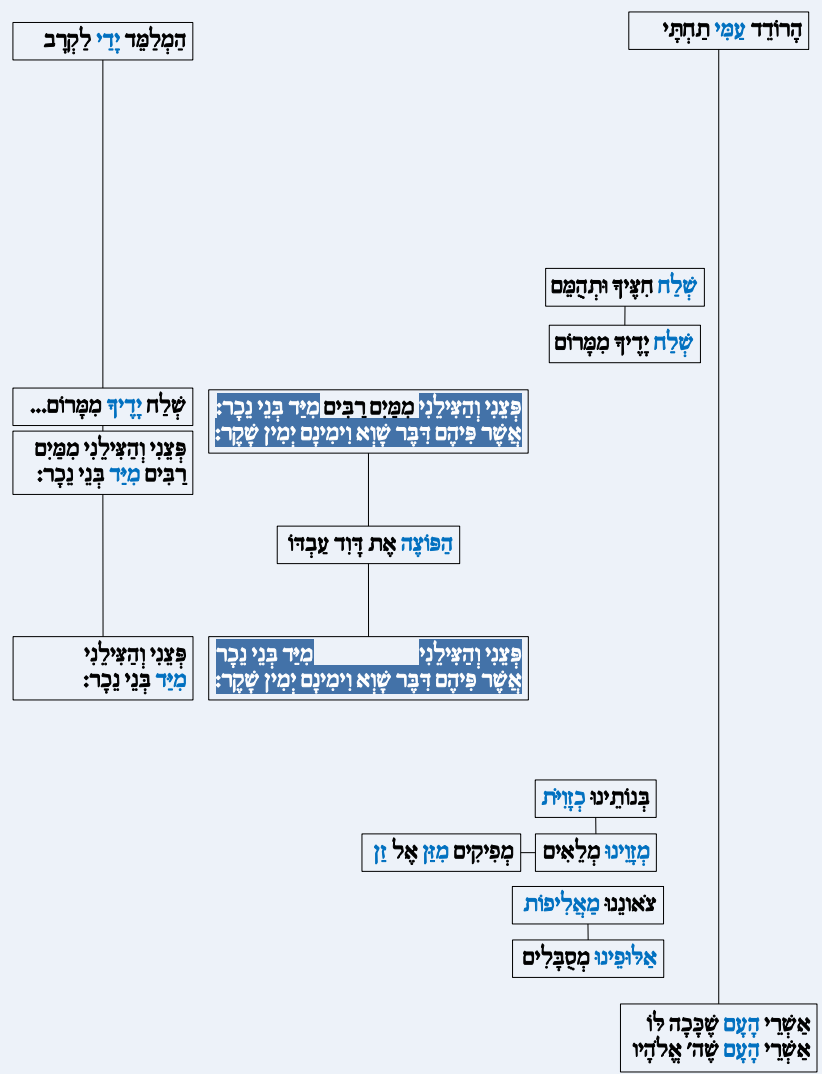 הָרוֹדֵד עַמִּי תַחְתָּי
הַמְלַמֵּד יָדַי לַקְרָב
שְׁלַח חִצֶּיךָ וּתְהֻמֵּם
שְׁלַח יָדֶיךָ מִמָּרוֹם
פְּצֵנִי וְהַצִּילֵנִי מִמַּיִם רַבִּים מִיַּד בְּנֵי נֵכָר:
אֲשֶׁר פִּיהֶם דִּבֶּר שָׁוְא וִימִינָם יְמִין שָׁקֶר:
שְׁלַח יָדֶיךָ מִמָּרוֹם...
פְּצֵנִי וְהַצִּילֵנִי מִמַּיִם
רַבִּים מִיַּד בְּנֵי נֵכָר:
הַפּוֹצֶה אֶת דָּוִד עַבְדּוֹ
פְּצֵנִי וְהַצִּילֵנִי מִיַּד בְּנֵי נֵכָר
אֲשֶׁר פִּיהֶם דִּבֶּר שָׁוְא וִימִינָם יְמִין שָׁקֶר:
פְּצֵנִי וְהַצִּילֵנִי
מִיַּד בְּנֵי נֵכָר:
בְּנוֹתֵינוּ כְזָוִיֹּת
מְזָוֵינוּ מְלֵאִים
מְפִיקִים מִזַּן אֶל זַן
צֹאונֵנוּ מַאֲלִיפוֹת
אַלּוּפֵינוּ מְסֻבָּלִים
אַשְׁרֵי הָעָם שֶׁכָּכָה לּוֹ
אַשְׁרֵי הָעָם שֶׁה' אֱלֹהָיו